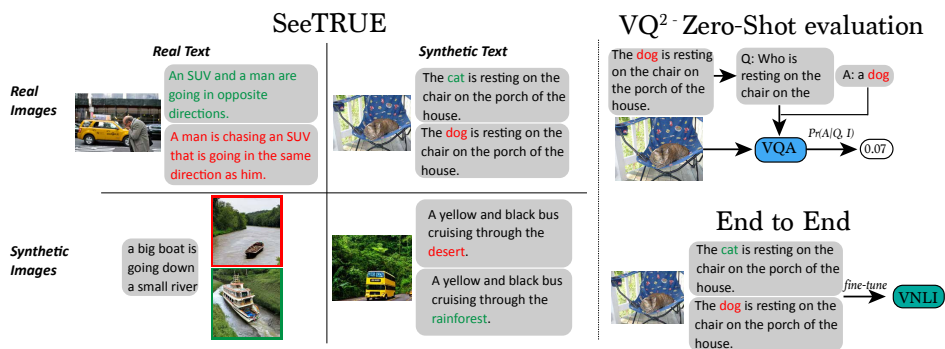 SeeTRUE
Real Text
Synthetic Text
Real
Images
An SUV and a man are
going in opposite
directions.
A man is chasing an SUV
that is going in the same
direction as him.
The cat is resting on the
chair on the porch of the
house.
The dog is resting on the
chair on the porch of the
house.
Synthetic
Images
a big boat is
going down
a small river
A yellow and black bus
cruising through the
desert.
A yellow and black bus
cruising through the
rainforest.
VQ² - Zero-Shot evaluation
The dog is resting
on the chair on the
porch of the
house.
Q: Who is
resting on the
chair on the
A: a dog
VQA
Pr(A|Q, I)
0.07
End to End
The cat is resting on the
chair on the porch of the
house.
The dog is resting on the
chair on the porch of the
house.
fine-tune
VNLI